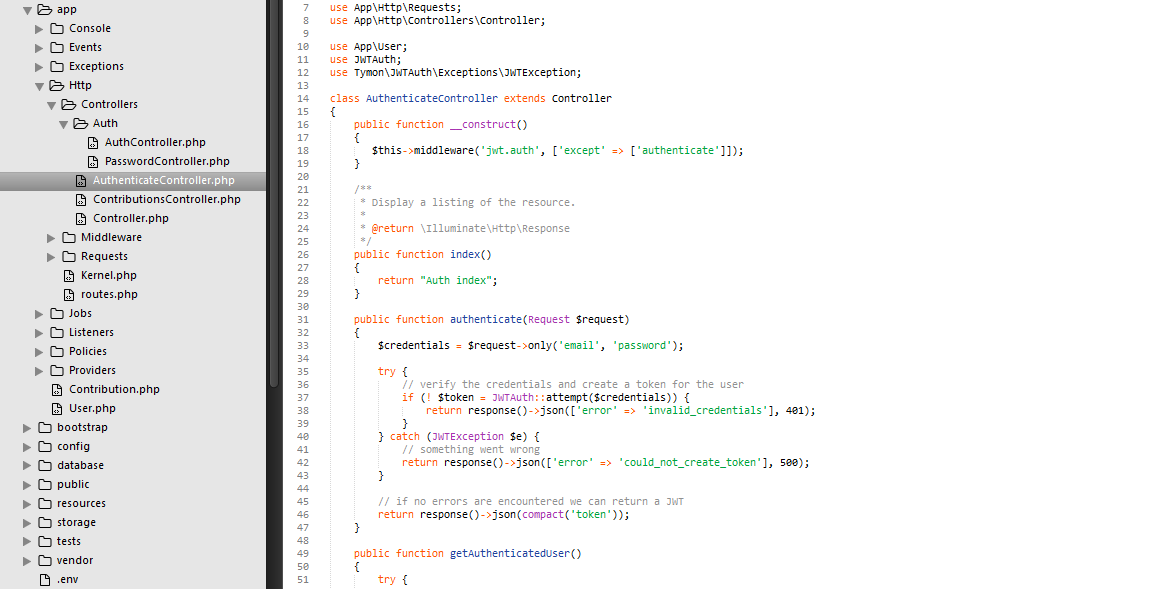 app
Console
Events
Exceptions
Http
Controllers
Auth
AuthController.php
PasswordController.php
AuthenticateController.php
ContributionsController.php
Controller.php
Middleware
Requests
Kernel.php
routes.php
Jobs
Listeners
Policies
Providers
Contribution.php
User.php
bootstrap
config
database
public
resources
storage
tests
vendor
.env
7 use App\Http\Requests;
8 use App\Http\Controllers\Controller;
9
10 use App\User;
11 use JWTAuth;
12 use Tymon\JWTAuth\Exceptions\JWTException;
13
14 class AuthenticateController extends Controller
15 {
16     public function __construct()
17     {
18        $this->middleware('jwt.auth', ['except' => ['authenticate']]);
19     }
20
21     /**
22      * Display a listing of the resource.
23      *
24      * @return \Illuminate\Http\Response
25      */
26     public function index()
27     {
28         return "Auth index";
29     }
30
31     public function authenticate(Request $request)
32     {
33         $credentials = $request->only('email', 'password');
34
35         try {
36             // verify the credentials and create a token for the user
37             if (! $token = JWTAuth::attempt($credentials)) {
38                 return response()->json(['error' => 'invalid_credentials'], 401);
39             }
40         } catch (JWTException $e) {
41             // something went wrong
42             return response()->json(['error' => 'could_not_create_token'], 500);
43         }
44
45         // if no errors are encountered we can return a JWT
46         return response()->json(compact('token'));
47     }
48
49     public function getAuthenticatedUser()
50     {
51         try {